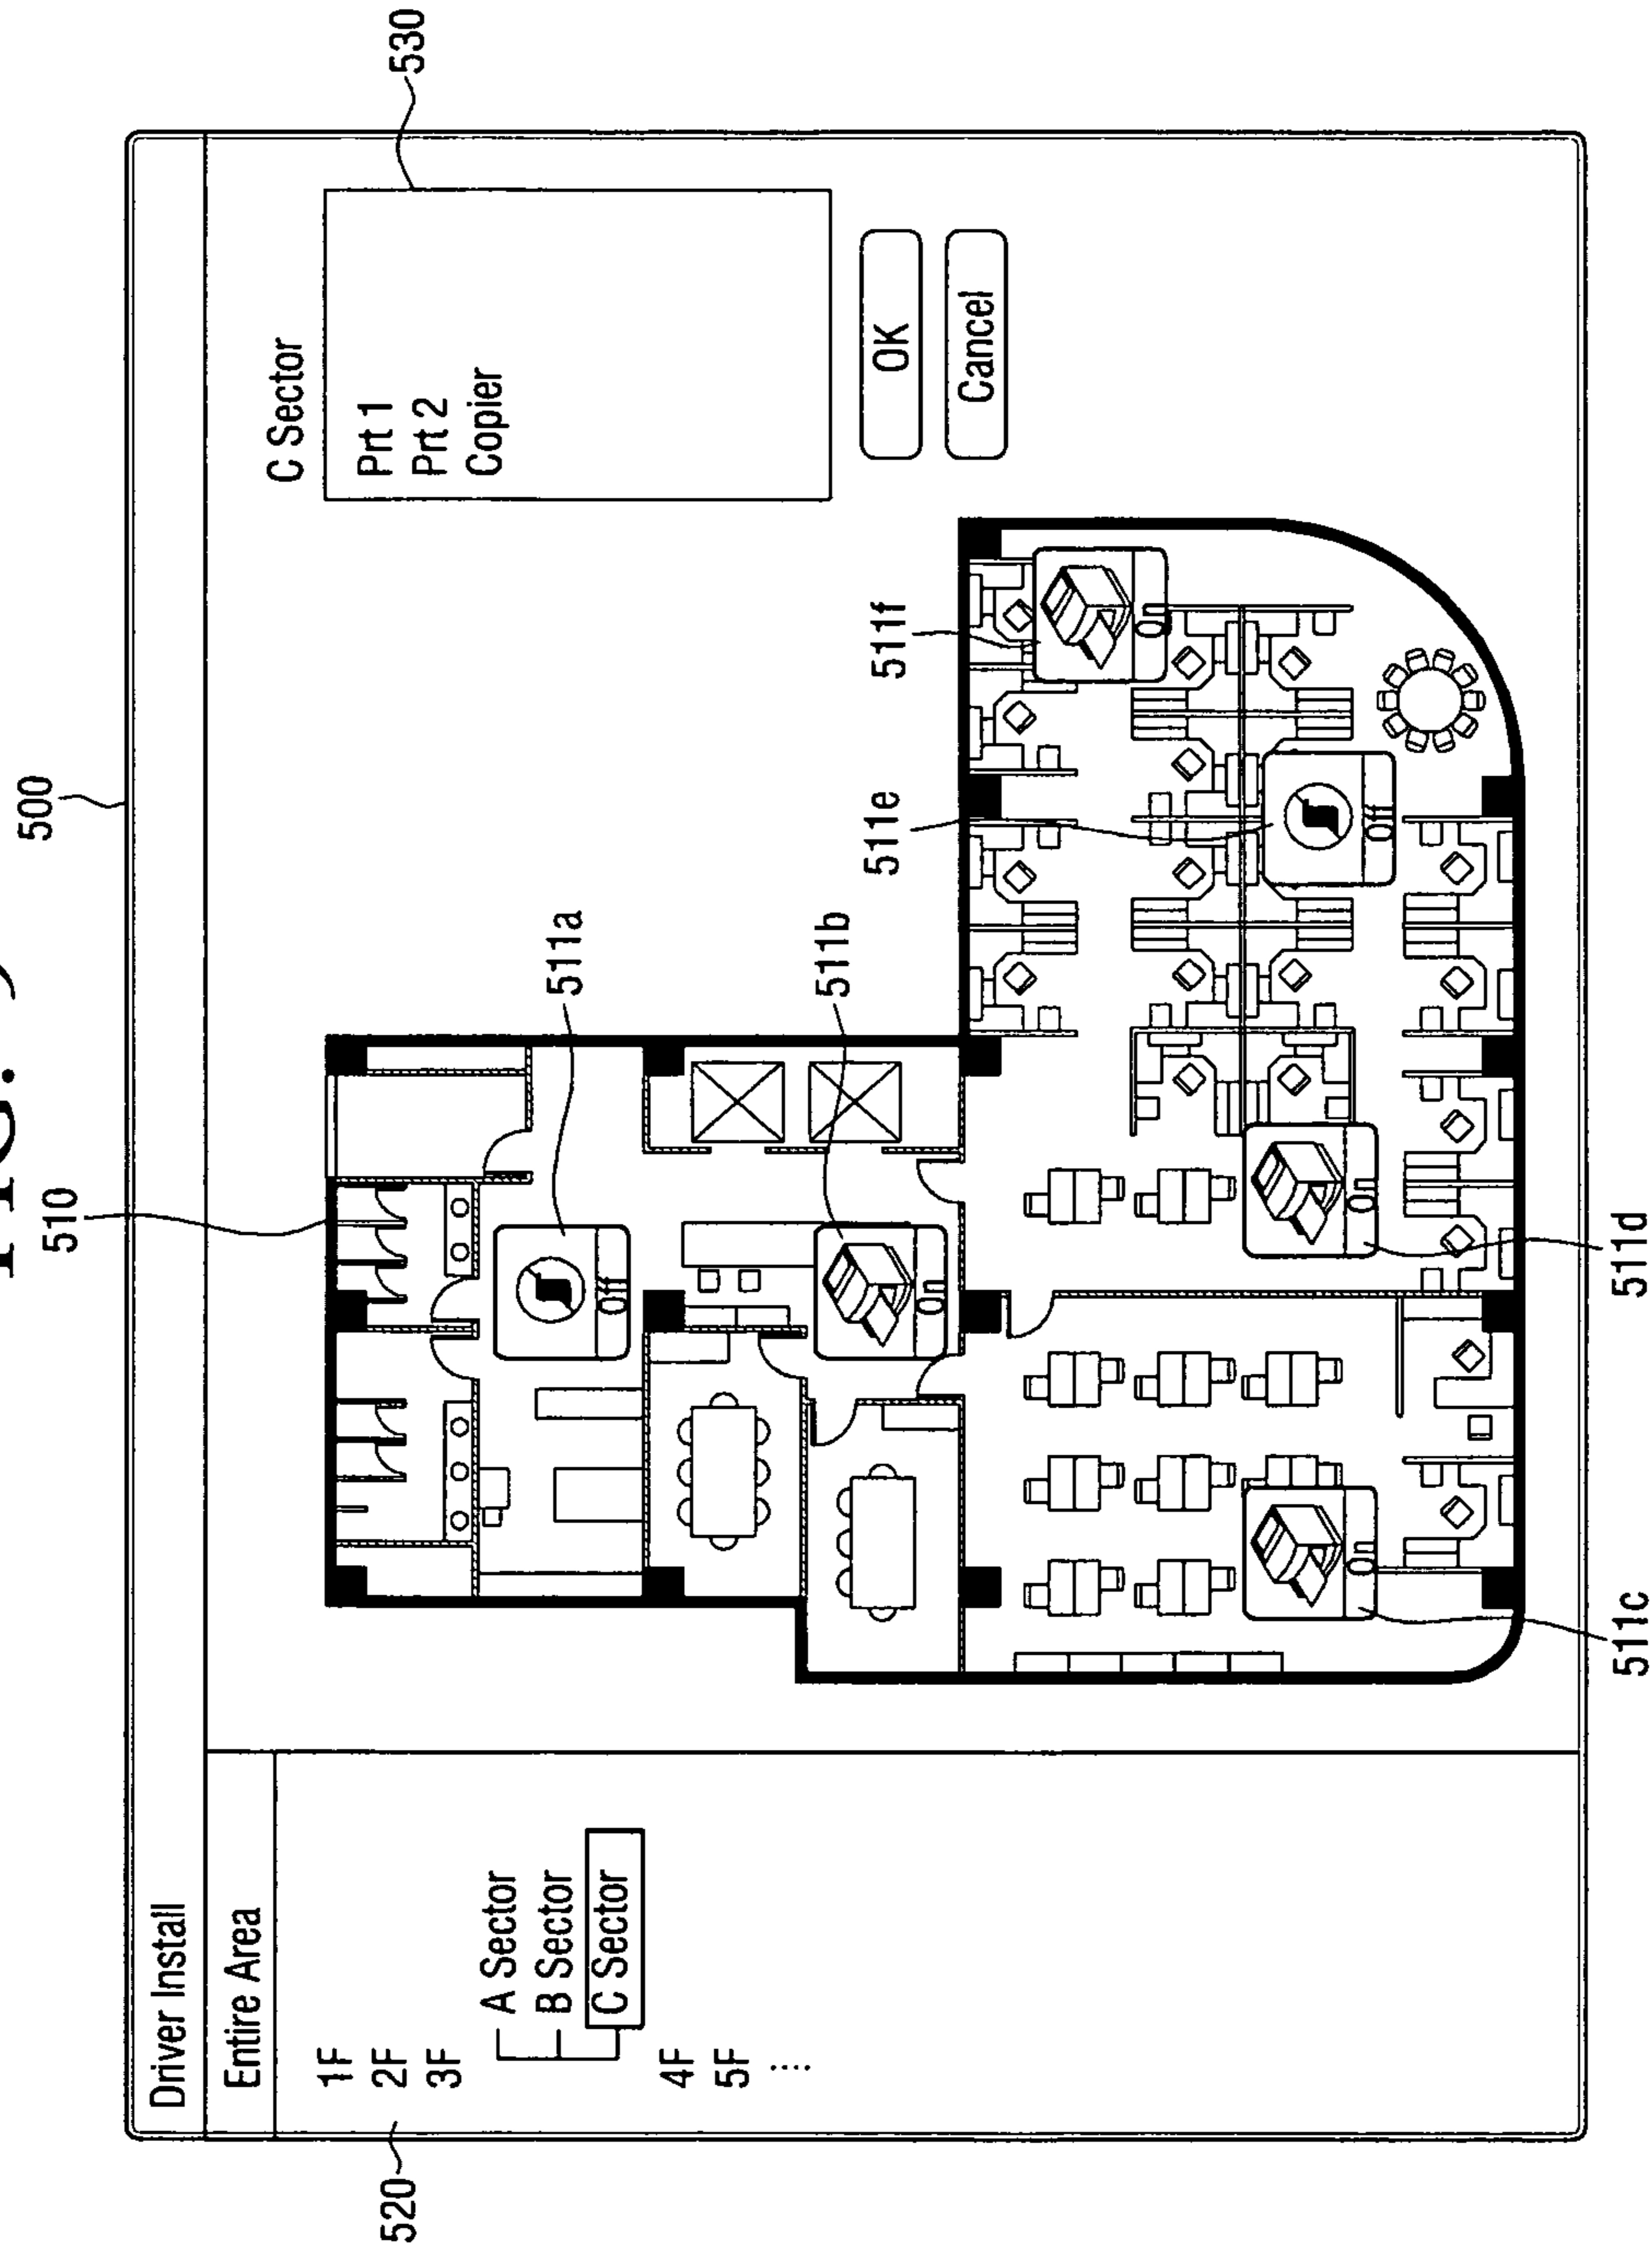 500
510
Driver Install
Entire Area
520
1F
2F
3F
A Sector
B Sector
C Sector
4F
5F
C Sector
530
Prt 1
Prt 2
Copier
OK
Cancel
511a
Off
511b
On
511c
On
511d
On
511e
Off
511f
On